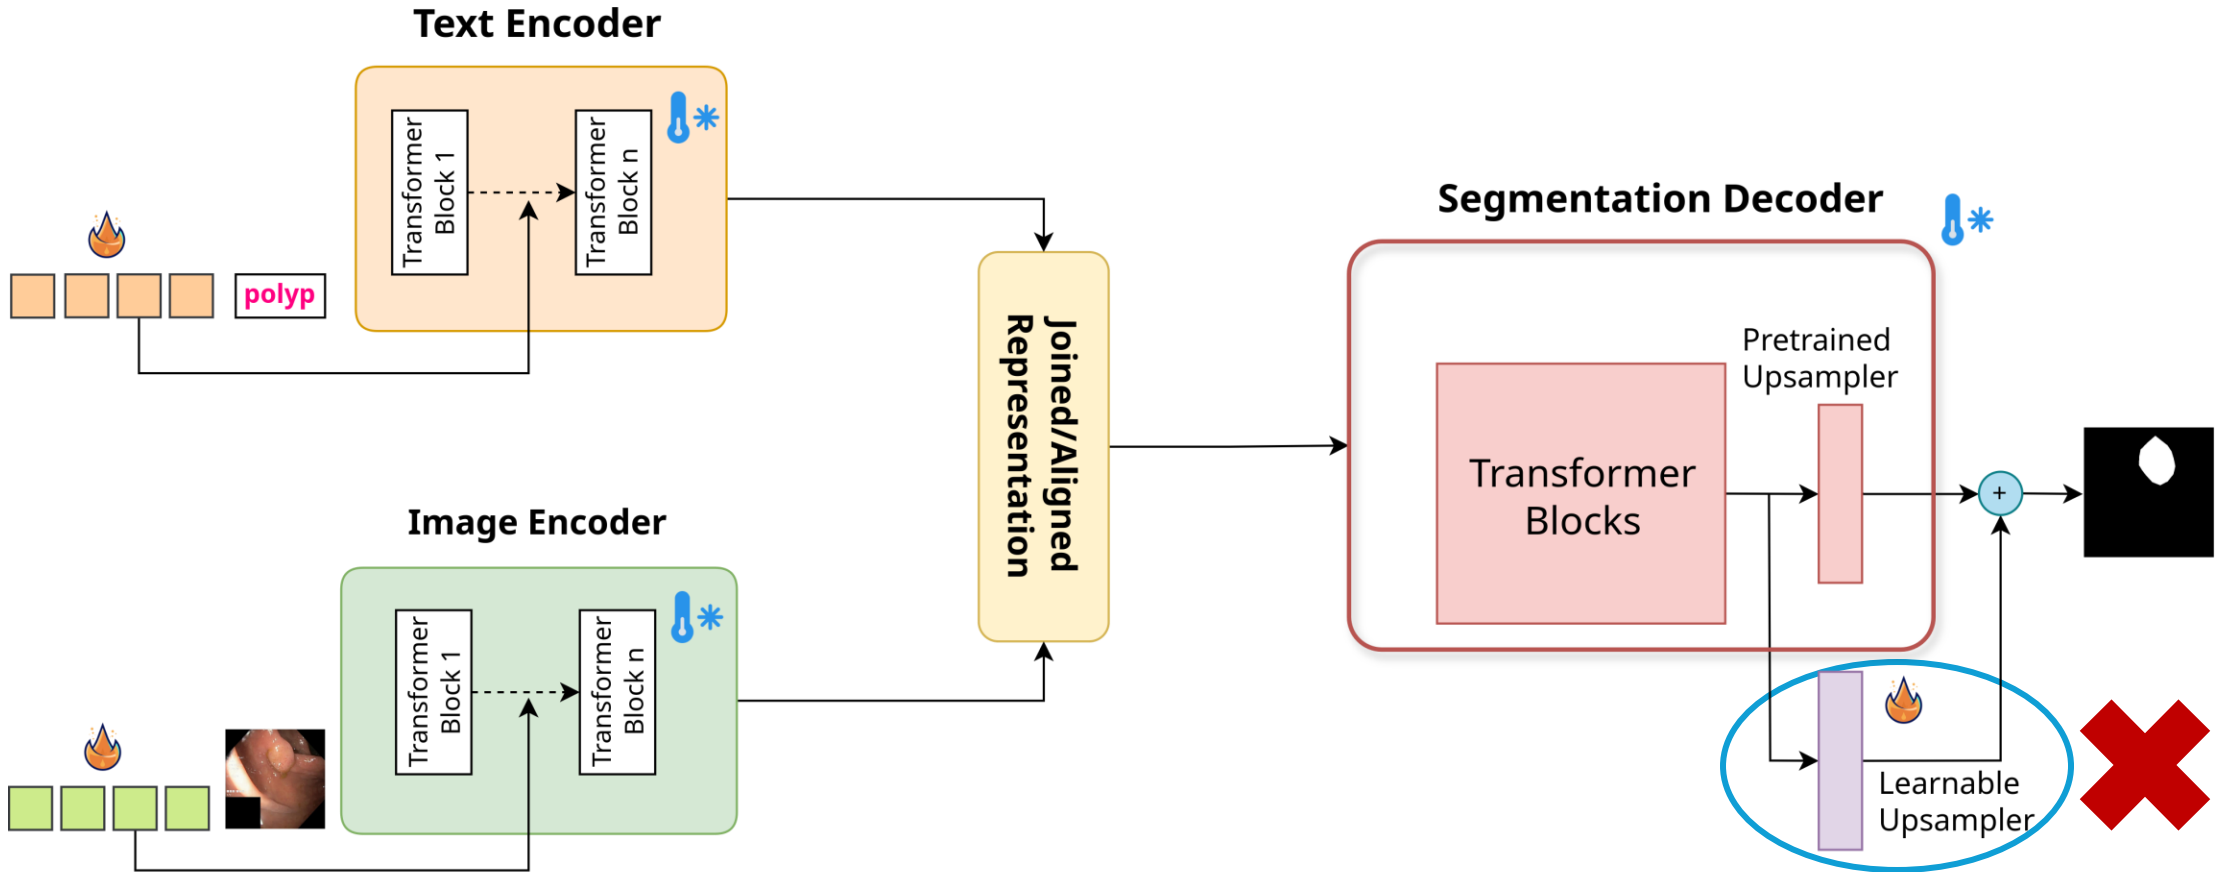 Text Encoder
Transformer
Block 1
Transformer
Block n
polyp
Image Encoder
Transformer
Block 1
Transformer
Block n
Joined/Aligned
Representation
Segmentation Decoder
Transformer
Blocks
Pretrained
Upsampler
+
Learnable
Upsampler